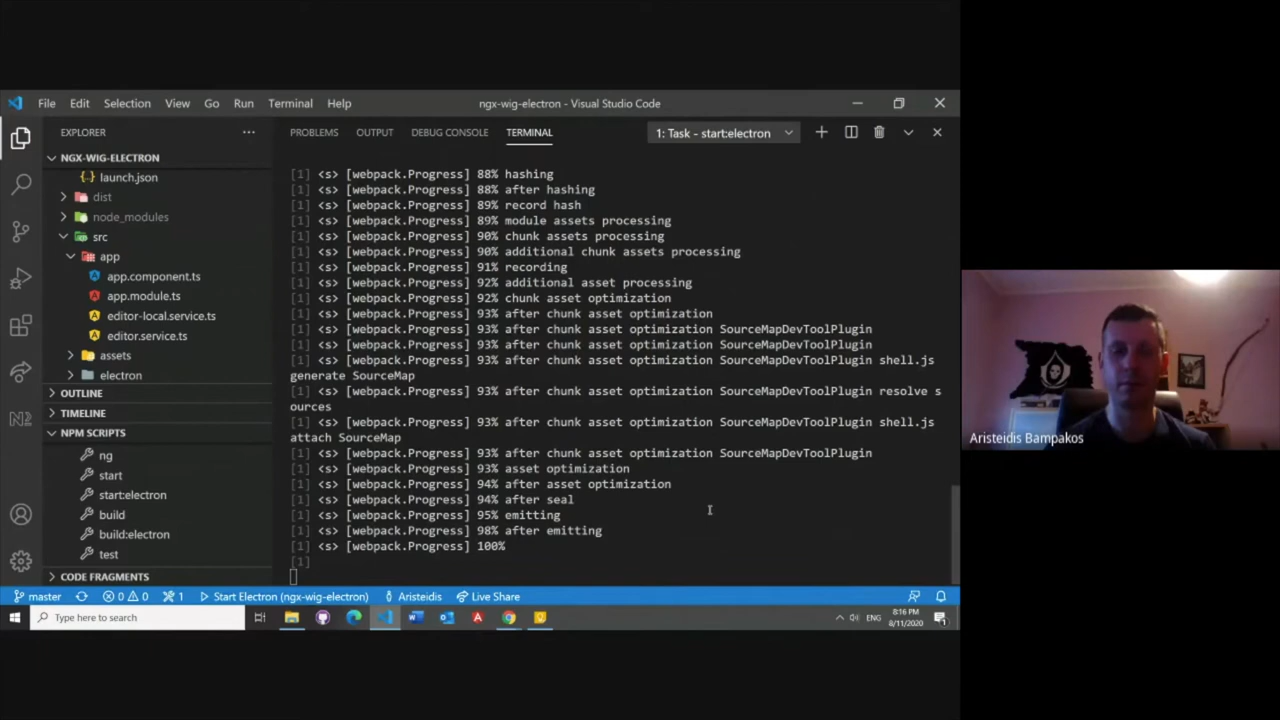 File Edit Selection View Go Run Terminal Help
ngx-wig-electron - Visual Studio Code
EXPLORER
NGX-WIG-ELECTRON
launch.json
dist
node_modules
src
app
app.component.ts
app.module.ts
editor-local.service.ts
editor.service.ts
assets
electron
OUTLINE
TIMELINE
NPM SCRIPTS
ng
start
start:electron
build
build:electron
test
CODE FRAGMENTS
PROBLEMS OUTPUT DEBUG CONSOLE TERMINAL
1: Task - start:electron
[1] <s> [webpack.Progress] 88% hashing
[1] <s> [webpack.Progress] 88% after hashing
[1] <s> [webpack.Progress] 89% record hash
[1] <s> [webpack.Progress] 89% module assets processing
[1] <s> [webpack.Progress] 90% chunk assets processing
[1] <s> [webpack.Progress] 90% additional chunk assets processing
[1] <s> [webpack.Progress] 91% recording
[1] <s> [webpack.Progress] 92% additional asset processing
[1] <s> [webpack.Progress] 92% chunk asset optimization
[1] <s> [webpack.Progress] 93% after chunk asset optimization
[1] <s> [webpack.Progress] 93% after chunk asset optimization SourceMapDevToolPlugin
[1] <s> [webpack.Progress] 93% after chunk asset optimization SourceMapDevToolPlugin
[1] <s> [webpack.Progress] 93% after chunk asset optimization SourceMapDevToolPlugin shell.js
generate SourceMap
[1] <s> [webpack.Progress] 93% after chunk asset optimization SourceMapDevToolPlugin resolve s
ources
[1] <s> [webpack.Progress] 93% after chunk asset optimization SourceMapDevToolPlugin shell.js
attach SourceMap
[1] <s> [webpack.Progress] 93% after chunk asset optimization SourceMapDevToolPlugin
[1] <s> [webpack.Progress] 93% asset optimization
[1] <s> [webpack.Progress] 94% after asset optimization
[1] <s> [webpack.Progress] 94% after seal
[1] <s> [webpack.Progress] 95% emitting
[1] <s> [webpack.Progress] 98% after emitting
[1] <s> [webpack.Progress] 100%
[1]
master 0 0 1 Start Electron (ngx-wig-electron) Aristeidis Live Share
Type here to search
ENG
8:16 PM
8/11/2020
Aristeidis Bampakos